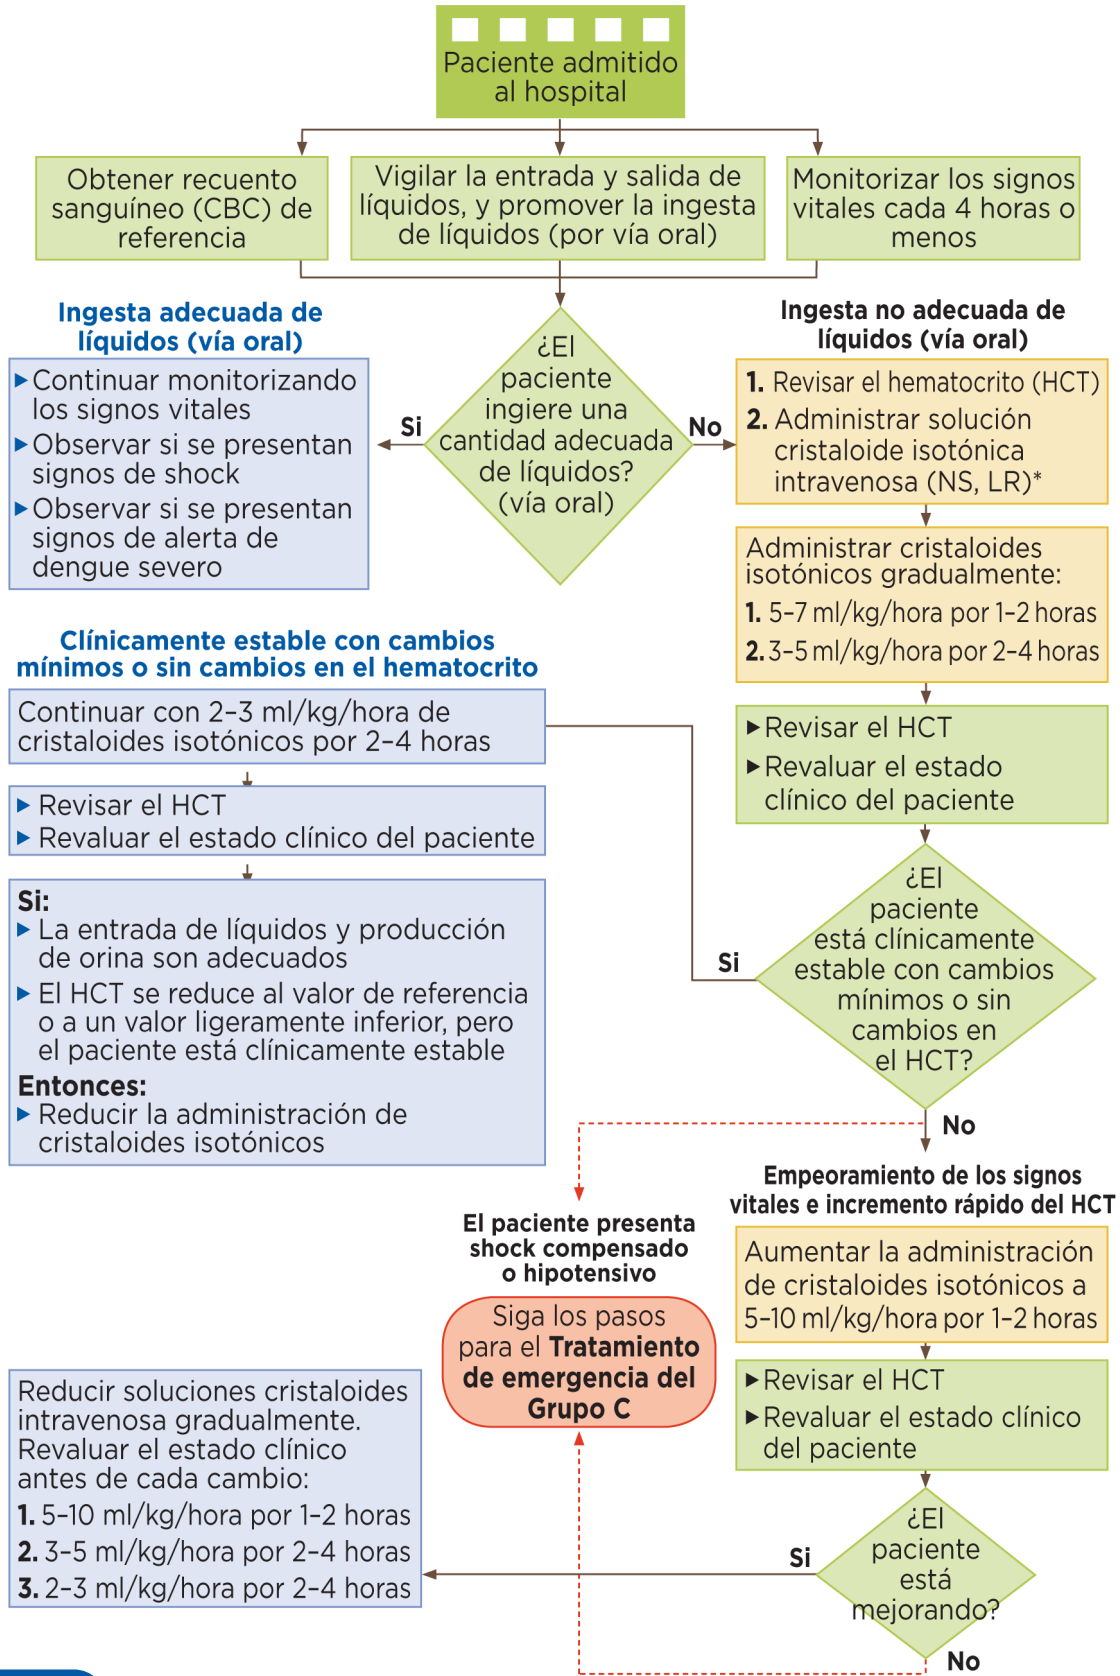 Paciente admitido
al hospital
Obtener recuento
sanguíneo (CBC) de
referencia
Vigilar la entrada y salida de
líquidos, y promover la ingesta
de líquidos (por vía oral)
Monitorizar los signos
vitales cada 4 horas o
menos
Ingesta adecuada de
líquidos (vía oral)
▶ Continuar monitorizando
los signos vitales
▶ Observar si se presentan
signos de shock
▶ Observar si se presentan
signos de alerta de
dengue severo
Si
¿El
paciente
ingiere una
cantidad adecuada
de líquidos?
(vía oral)
No
Ingesta no adecuada de
líquidos (vía oral)
1. Revisar el hematocrito (HCT)
2. Administrar solución
cristaloide isotónica
intravenosa (NS, LR)*
Administrar cristaloides
isotónicos gradualmente:
1. 5–7 ml/kg/hora por 1–2 horas
2. 3–5 ml/kg/hora por 2–4 horas
▶ Revisar el HCT
▶ Revaluar el estado
clínico del paciente
¿El
paciente
está clínicamente
estable con cambios
mínimos o sin
cambios en
el HCT?
Si
No
Clínicamente estable con cambios
mínimos o sin cambios en el hematocrito
Continuar con 2–3 ml/kg/hora de
cristaloides isotónicos por 2–4 horas
▶ Revisar el HCT
▶ Revaluar el estado clínico del paciente
Si:
▶ La entrada de líquidos y producción
de orina son adecuados
▶ El HCT se reduce al valor de referencia
o a un valor ligeramente inferior, pero
el paciente está clínicamente estable
Entonces:
▶ Reducir la administración de
cristaloides isotónicos
El paciente presenta
shock compensado
o hipotensivo
Siga los pasos
para el Tratamiento
de emergencia del
Grupo C
Empeoramiento de los signos
vitales e incremento rápido del HCT
Aumentar la administración
de cristaloides isotónicos a
5–10 ml/kg/hora por 1–2 horas
▶ Revisar el HCT
▶ Revaluar el estado clínico
del paciente
¿El
paciente
está
mejorando?
Si
No
Reducir soluciones cristaloides
intravenosa gradualmente.
Revaluar el estado clínico
antes de cada cambio:
1. 5–10 ml/kg/hora por 1–2 horas
2. 3–5 ml/kg/hora por 2–4 horas
3. 2–3 ml/kg/hora por 2–4 horas